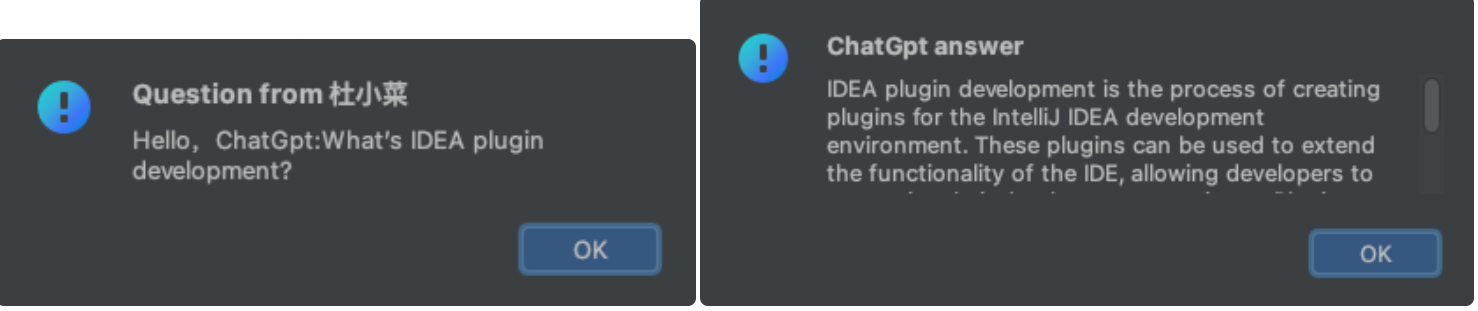 Question from 杜小菜
Hello，ChatGpt:What's IDEA plugin
development?
OK
ChatGpt answer
IDEA plugin development is the process of creating
plugins for the IntelliJ IDEA development
environment. These plugins can be used to extend
the functionality of the IDE, allowing developers to
OK